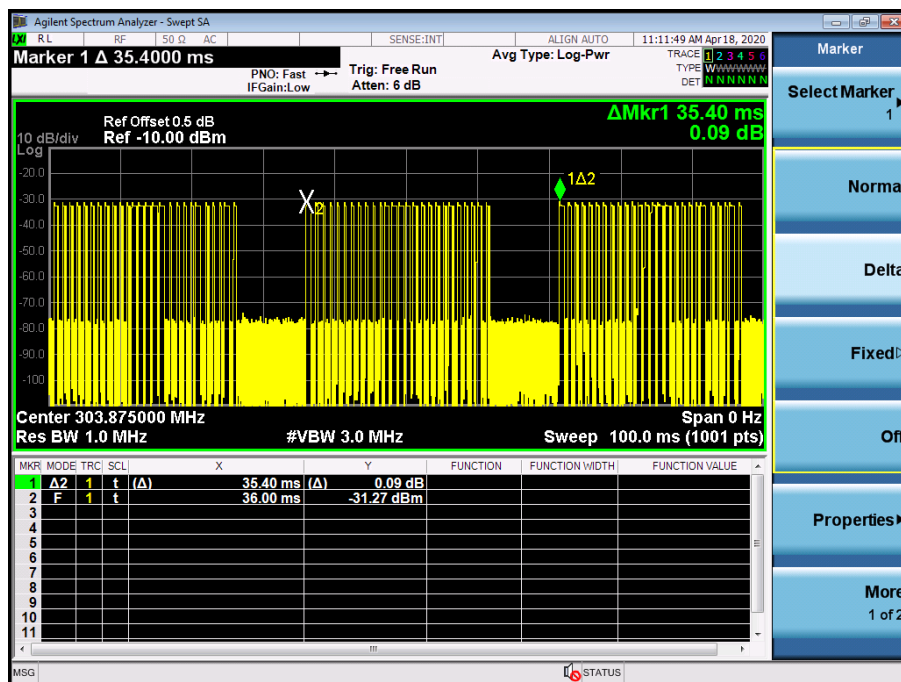 Agilent Spectrum Analyzer - Swept SA
LXI RL RF 50 Ω AC SENSE:INT ALIGN AUTO 11:11:49 AM Apr 18, 2020
Marker 1 Δ 35.4000 ms
PNO: Fast
IFGain:Low
Trig: Free Run
Atten: 6 dB
Avg Type: Log-Pwr
TRACE 1 2 3 4 5 6
TYPE WWWWWWW
DET N N N N N N
ΔMkr1 35.40 ms
0.09 dB
Ref Offset 0.5 dB
10 dB/div Ref -10.00 dBm
Log
-20.0
-30.0
-40.0
-50.0
-60.0
-70.0
-80.0
-90.0
-100
X2
1Δ2
Center 303.875000 MHz Span 0 Hz
Res BW 1.0 MHz #VBW 3.0 MHz Sweep 100.0 ms (1001 pts)
MKR MODE TRC SCL X Y FUNCTION FUNCTION WIDTH FUNCTION VALUE
1 Δ2 1 t (Δ) 35.40 ms (Δ) 0.09 dB
2 F 1 t 36.00 ms -31.27 dBm
3
4
5
6
7
8
9
10
11
MSG STATUS
Marker
Select Marker
1
Norma
Delta
Fixed
Of
Properties
More
1 of 2